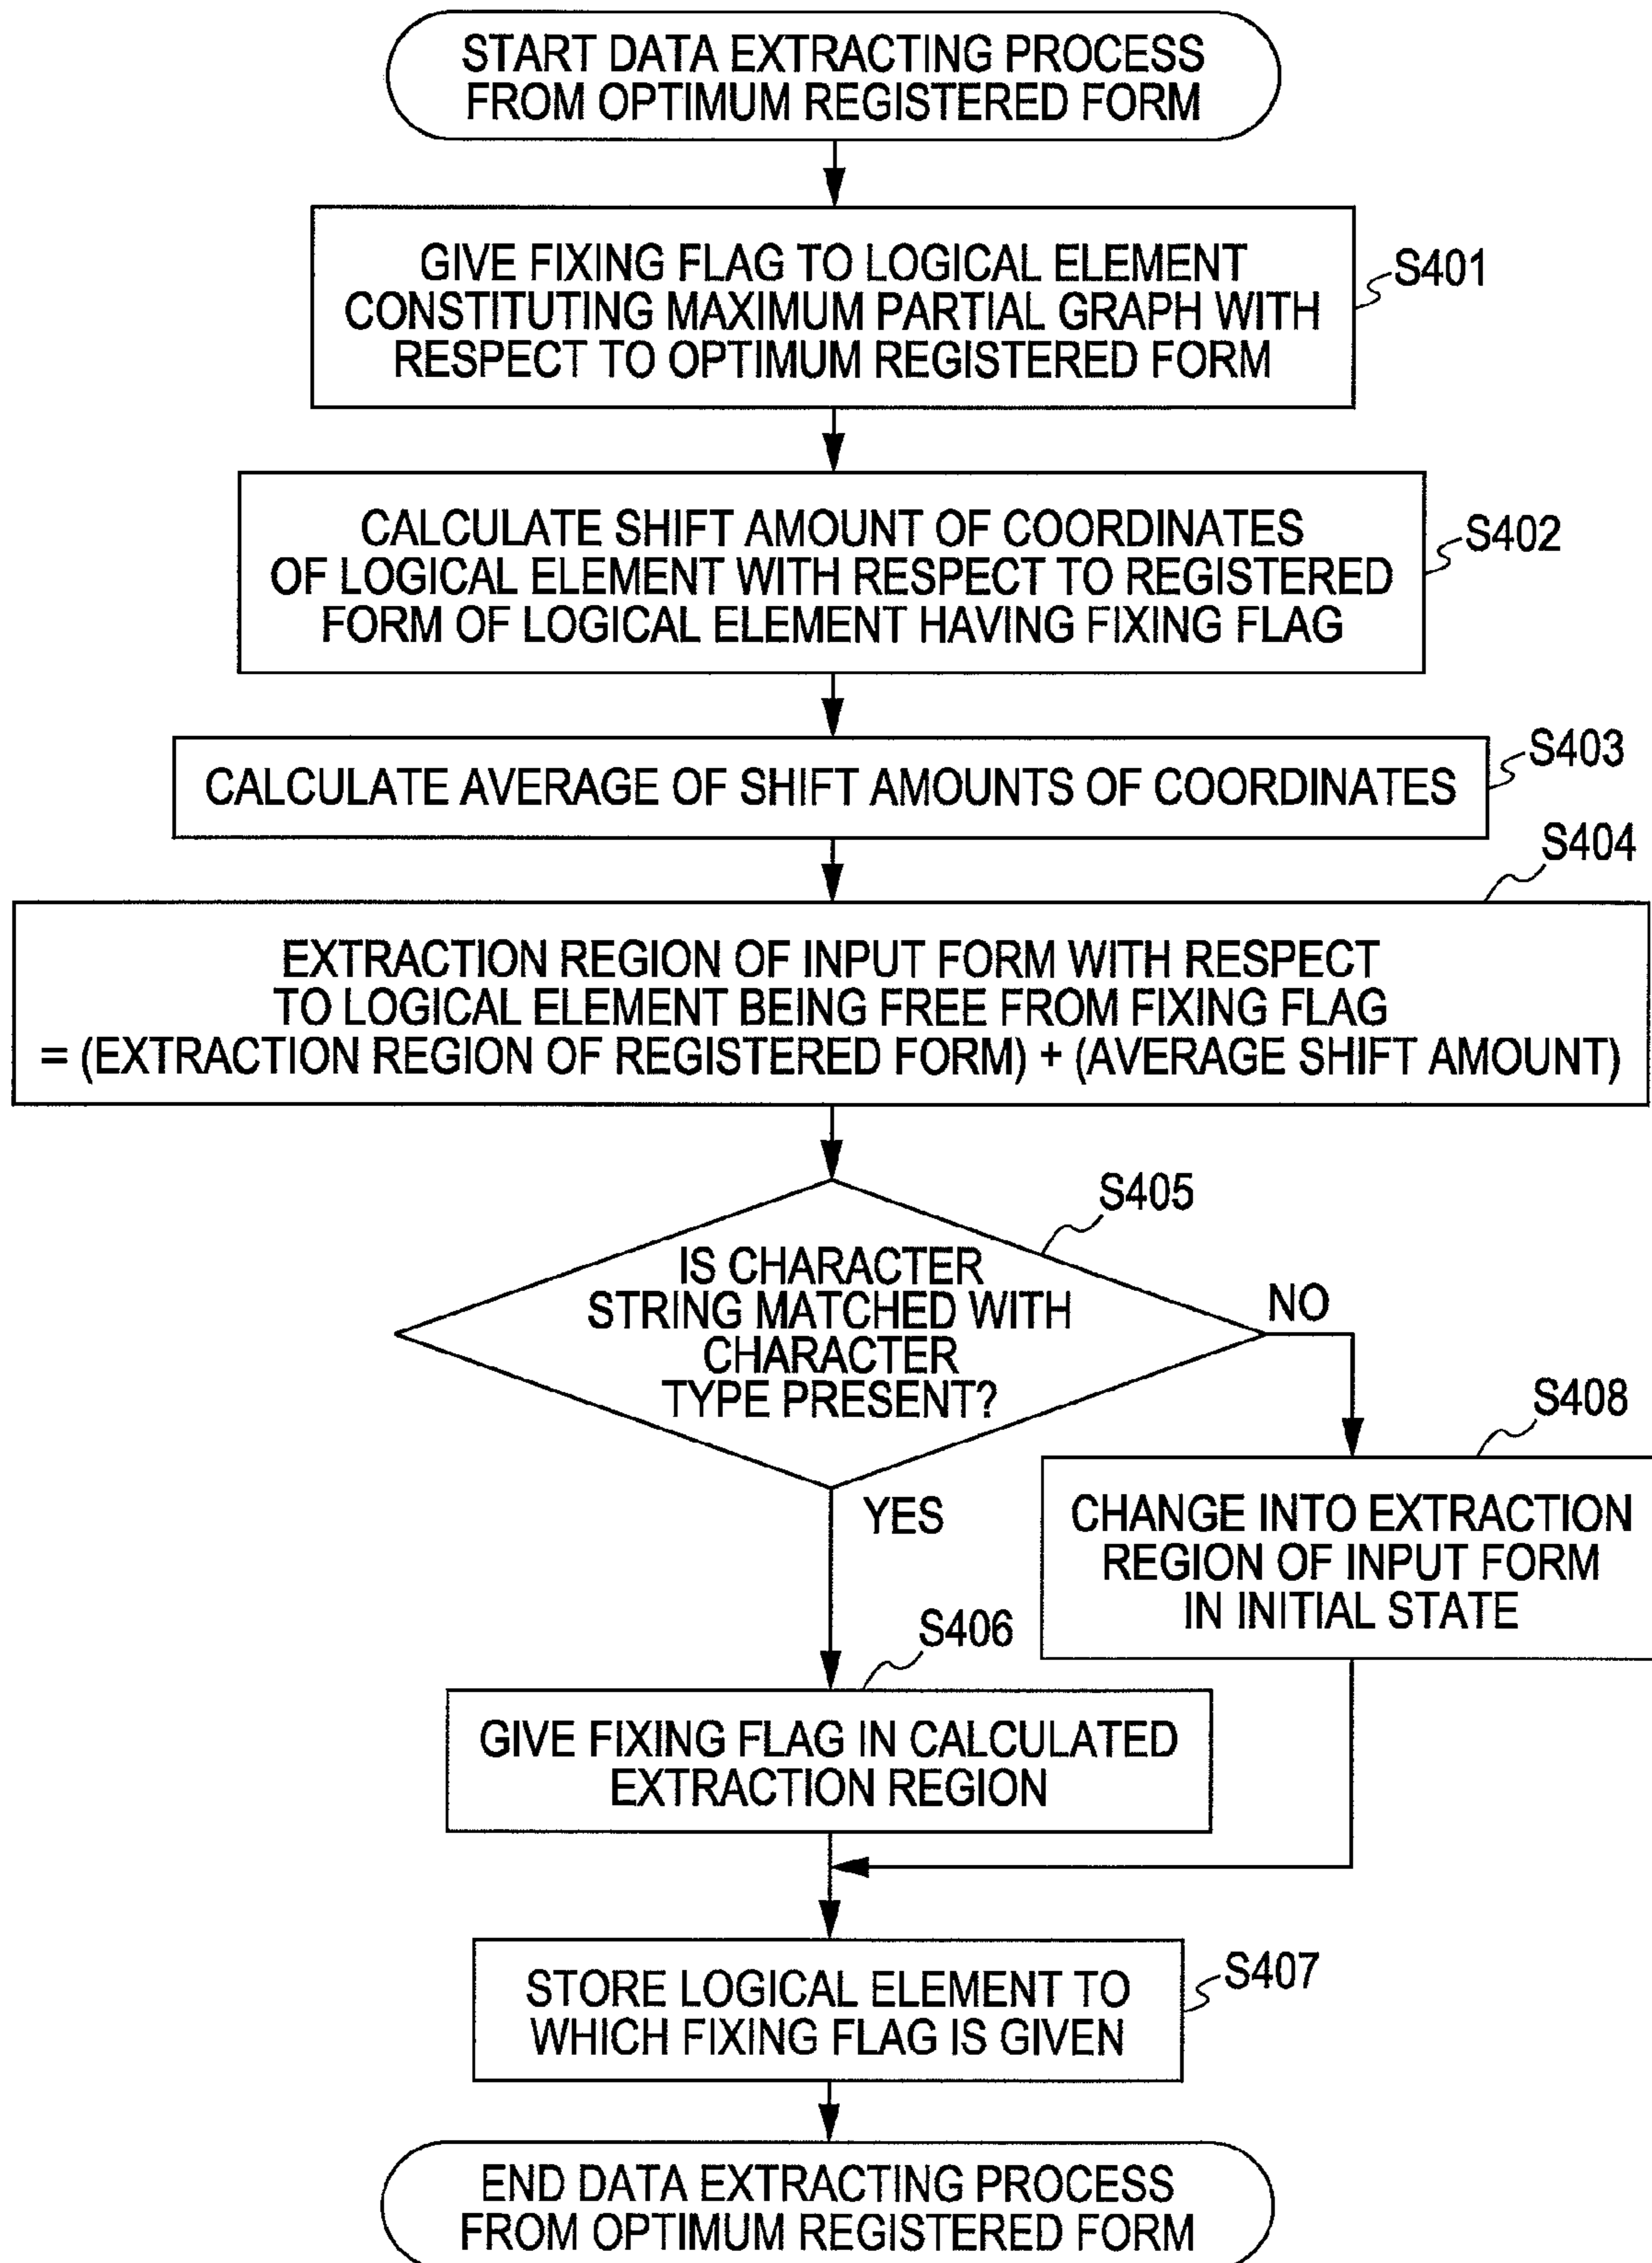 START DATA EXTRACTING PROCESS
FROM OPTIMUM REGISTERED FORM
GIVE FIXING FLAG TO LOGICAL ELEMENT
CONSTITUTING MAXIMUM PARTIAL GRAPH WITH
RESPECT TO OPTIMUM REGISTERED FORM
S401
CALCULATE SHIFT AMOUNT OF COORDINATES
OF LOGICAL ELEMENT WITH RESPECT TO REGISTERED
FORM OF LOGICAL ELEMENT HAVING FIXING FLAG
S402
CALCULATE AVERAGE OF SHIFT AMOUNTS OF COORDINATES
S403
S404
EXTRACTION REGION OF INPUT FORM WITH RESPECT
TO LOGICAL ELEMENT BEING FREE FROM FIXING FLAG
= (EXTRACTION REGION OF REGISTERED FORM) + (AVERAGE SHIFT AMOUNT)
S405
IS CHARACTER
STRING MATCHED WITH
CHARACTER
TYPE PRESENT?
NO
YES
S408
CHANGE INTO EXTRACTION
REGION OF INPUT FORM
IN INITIAL STATE
S406
GIVE FIXING FLAG IN CALCULATED
EXTRACTION REGION
STORE LOGICAL ELEMENT TO
WHICH FIXING FLAG IS GIVEN
S407
END DATA EXTRACTING PROCESS
FROM OPTIMUM REGISTERED FORM